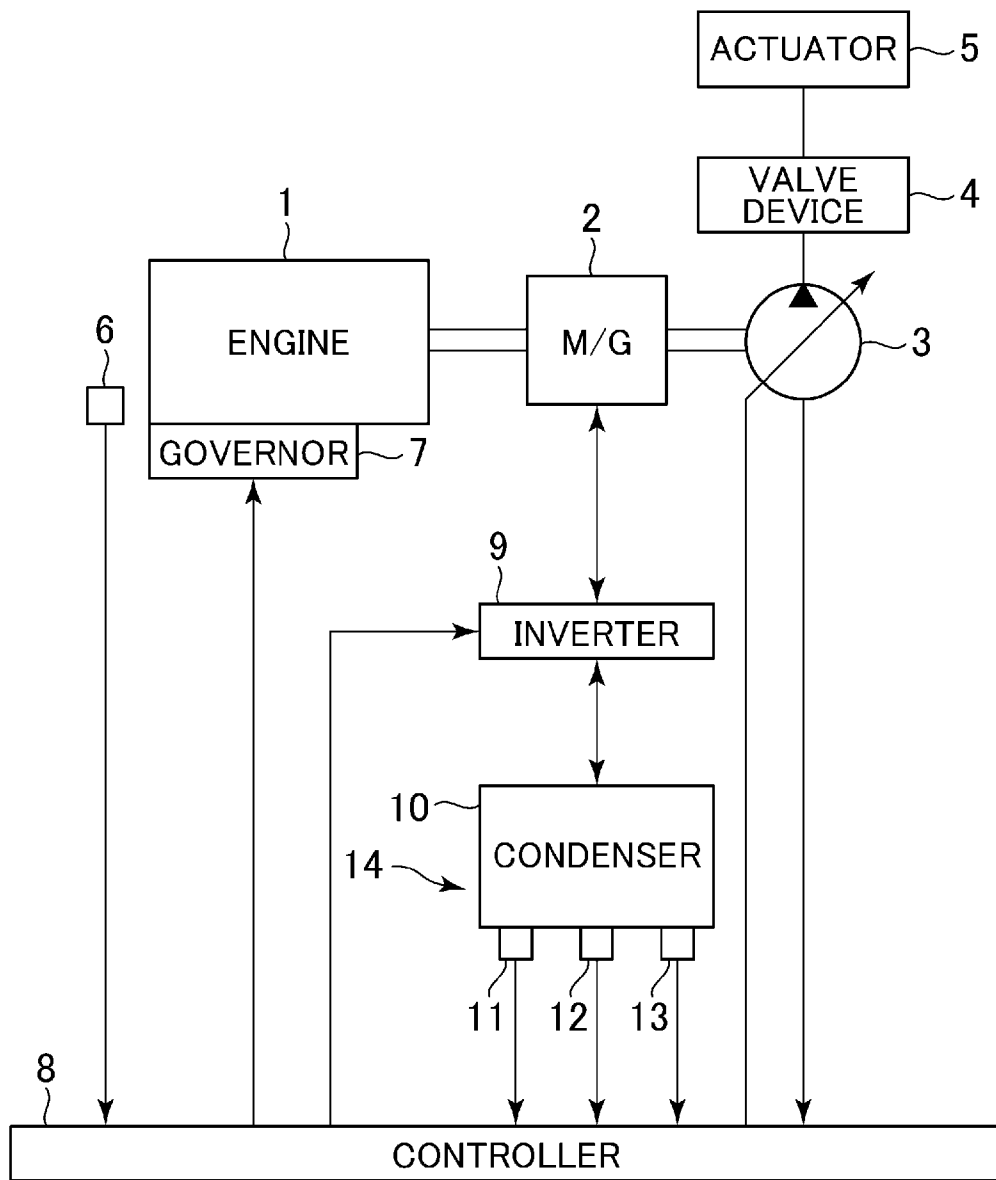 ACTUATOR 5
VALVE
DEVICE 4
1
2
6
ENGINE
M/G
3
GOVERNOR 7
9
INVERTER
10
CONDENSER
14
11 12 13
8
CONTROLLER